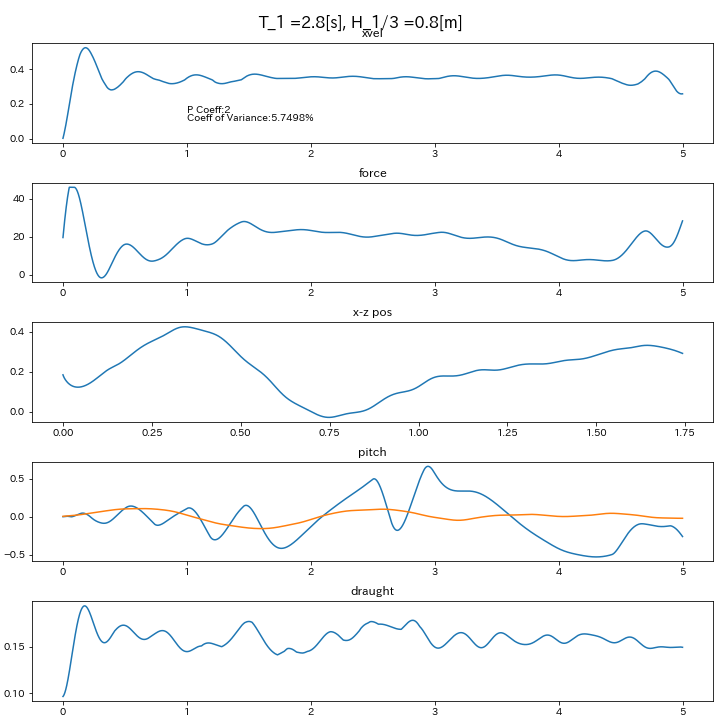 T_1 =2.8[s], H_1/3 =0.8[m]
xvel
0.4
0.2
0.0
P Coeff:2
Coeff of Variance:5.7498%
0 1 2 3 4 5
force
40
20
0
0 1 2 3 4 5
x-z pos
0.4
0.2
0.0
0.00 0.25 0.50 0.75 1.00 1.25 1.50 1.75
pitch
0.5
0.0
−0.5
0 1 2 3 4 5
draught
0.15
0.10
0 1 2 3 4 5